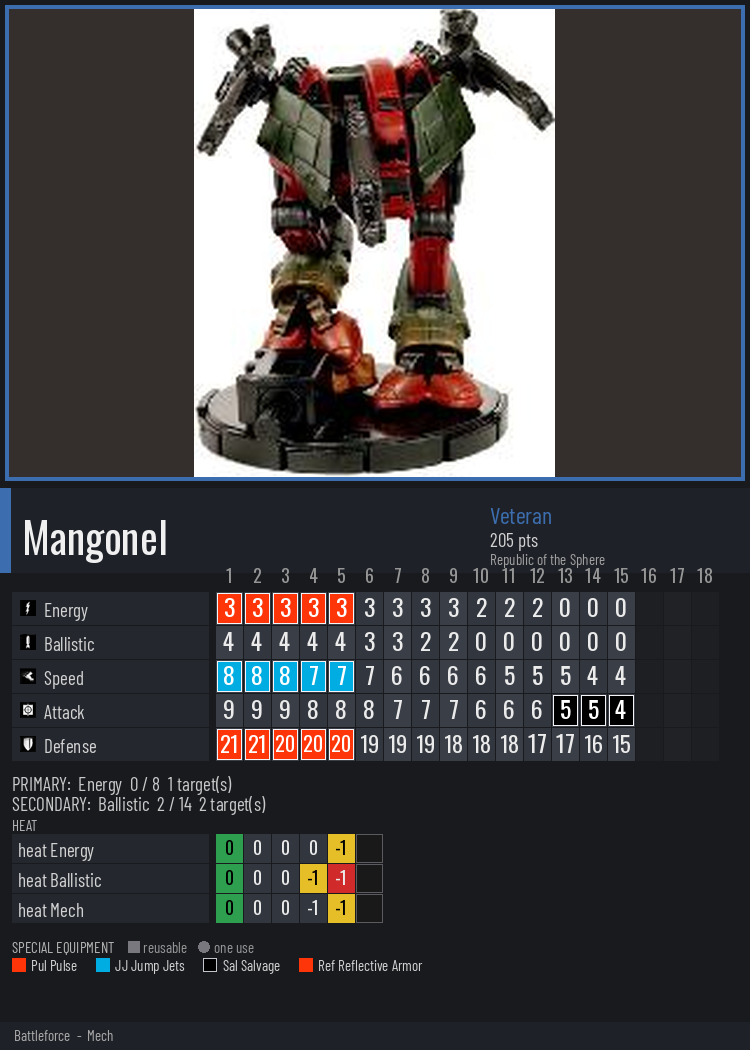 Mangonel
Veteran
205 pts
Republic of the Sphere
1 2 3 4 5 6 7 8 9 10 11 12 13 14 15 16 17 18
Energy 3 3 3 3 3 3 3 3 3 2 2 2 0 0 0
Ballistic 4 4 4 4 4 3 3 2 2 0 0 0 0 0 0
Speed 8 8 8 7 7 7 6 6 6 6 5 5 5 4 4
Attack 9 9 9 8 8 8 7 7 7 6 6 6 5 5 4
Defense 21 21 20 20 20 19 19 19 18 18 18 17 17 16 15
PRIMARY: Energy 0 / 8 1 target(s)
SECONDARY: Ballistic 2 / 14 2 target(s)
HEAT
heat Energy 0 0 0 0 -1
heat Ballistic 0 0 0 -1 -1
heat Mech 0 0 0 -1 -1
SPECIAL EQUIPMENT reusable one use
Pul Pulse JJ Jump Jets Sal Salvage Ref Reflective Armor
Battleforce - Mech